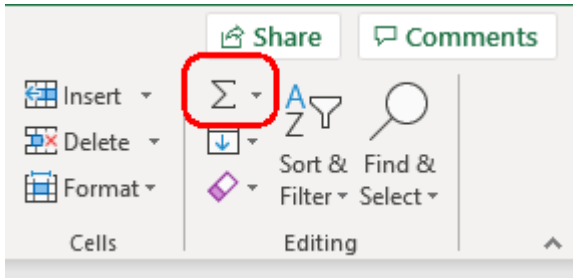 Share Comments
Insert
Delete
Format
Σ
A
Z
Sort &
Filter
Find &
Select
Cells Editing